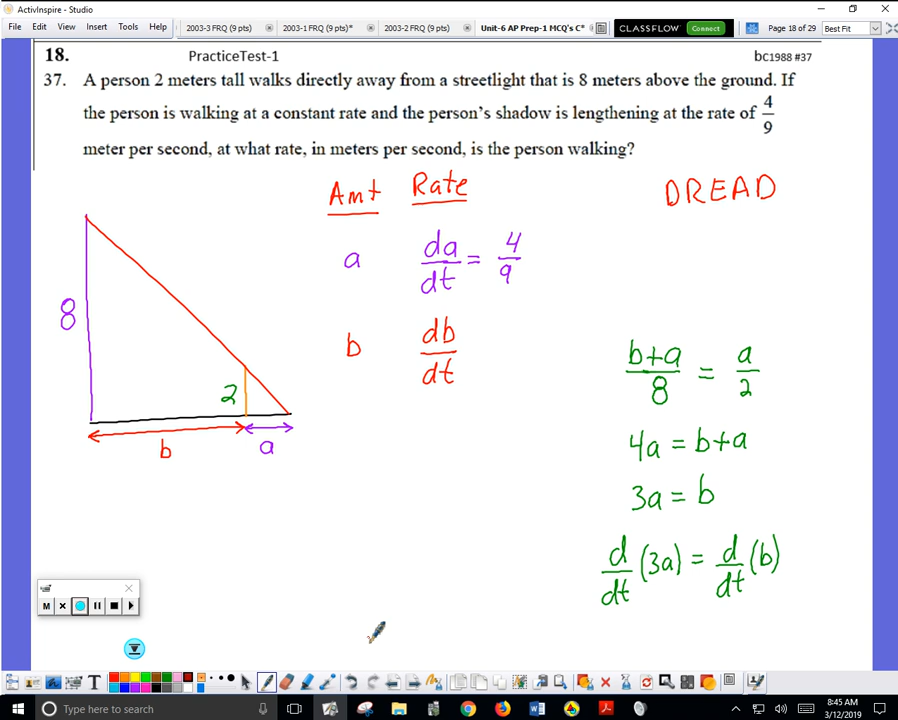 ActivInspire - Studio
File Edit View Insert Tools Help
2003-3 FRQ (9 pts)
2003-1 FRQ (9 pts)*
2003-2 FRQ (9 pts)
Unit-6 AP Prep-1 MCQ's C*
CLASSFLOW
Connect
Page 18 of 29
Best Fit
18. PracticeTest-1 bC1988 #37
37. A person 2 meters tall walks directly away from a streetlight that is 8 meters above the ground. If
the person is walking at a constant rate and the person's shadow is lengthening at the rate of 4/9
meter per second, at what rate, in meters per second, is the person walking?
Amt Rate
DREAD
a da/dt = 4/9
b db/dt
8
2
b
a
(b+a)/8 = a/2
4a = b+a
3a = b
d/dt (3a) = d/dt (b)
M
T
Type here to search
8:45 AM
3/12/2019